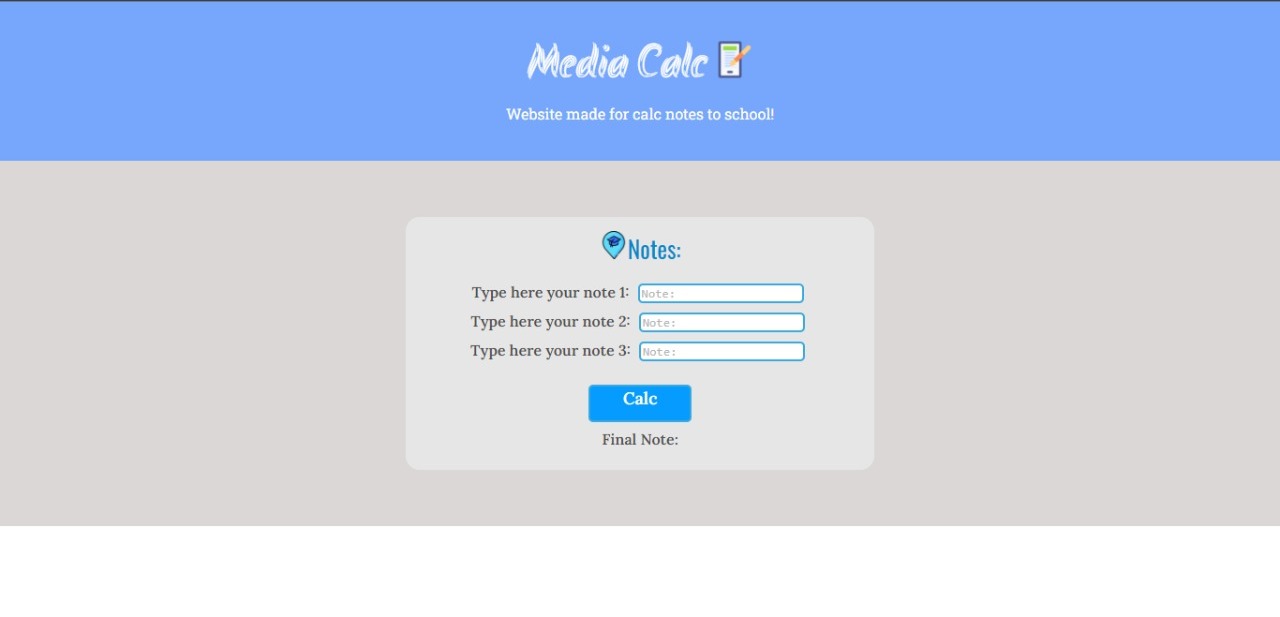 Media Calc
Website made for calc notes to school!
Notes:
Type here your note 1: Note:
Type here your note 2: Note:
Type here your note 3: Note:
Calc
Final Note: